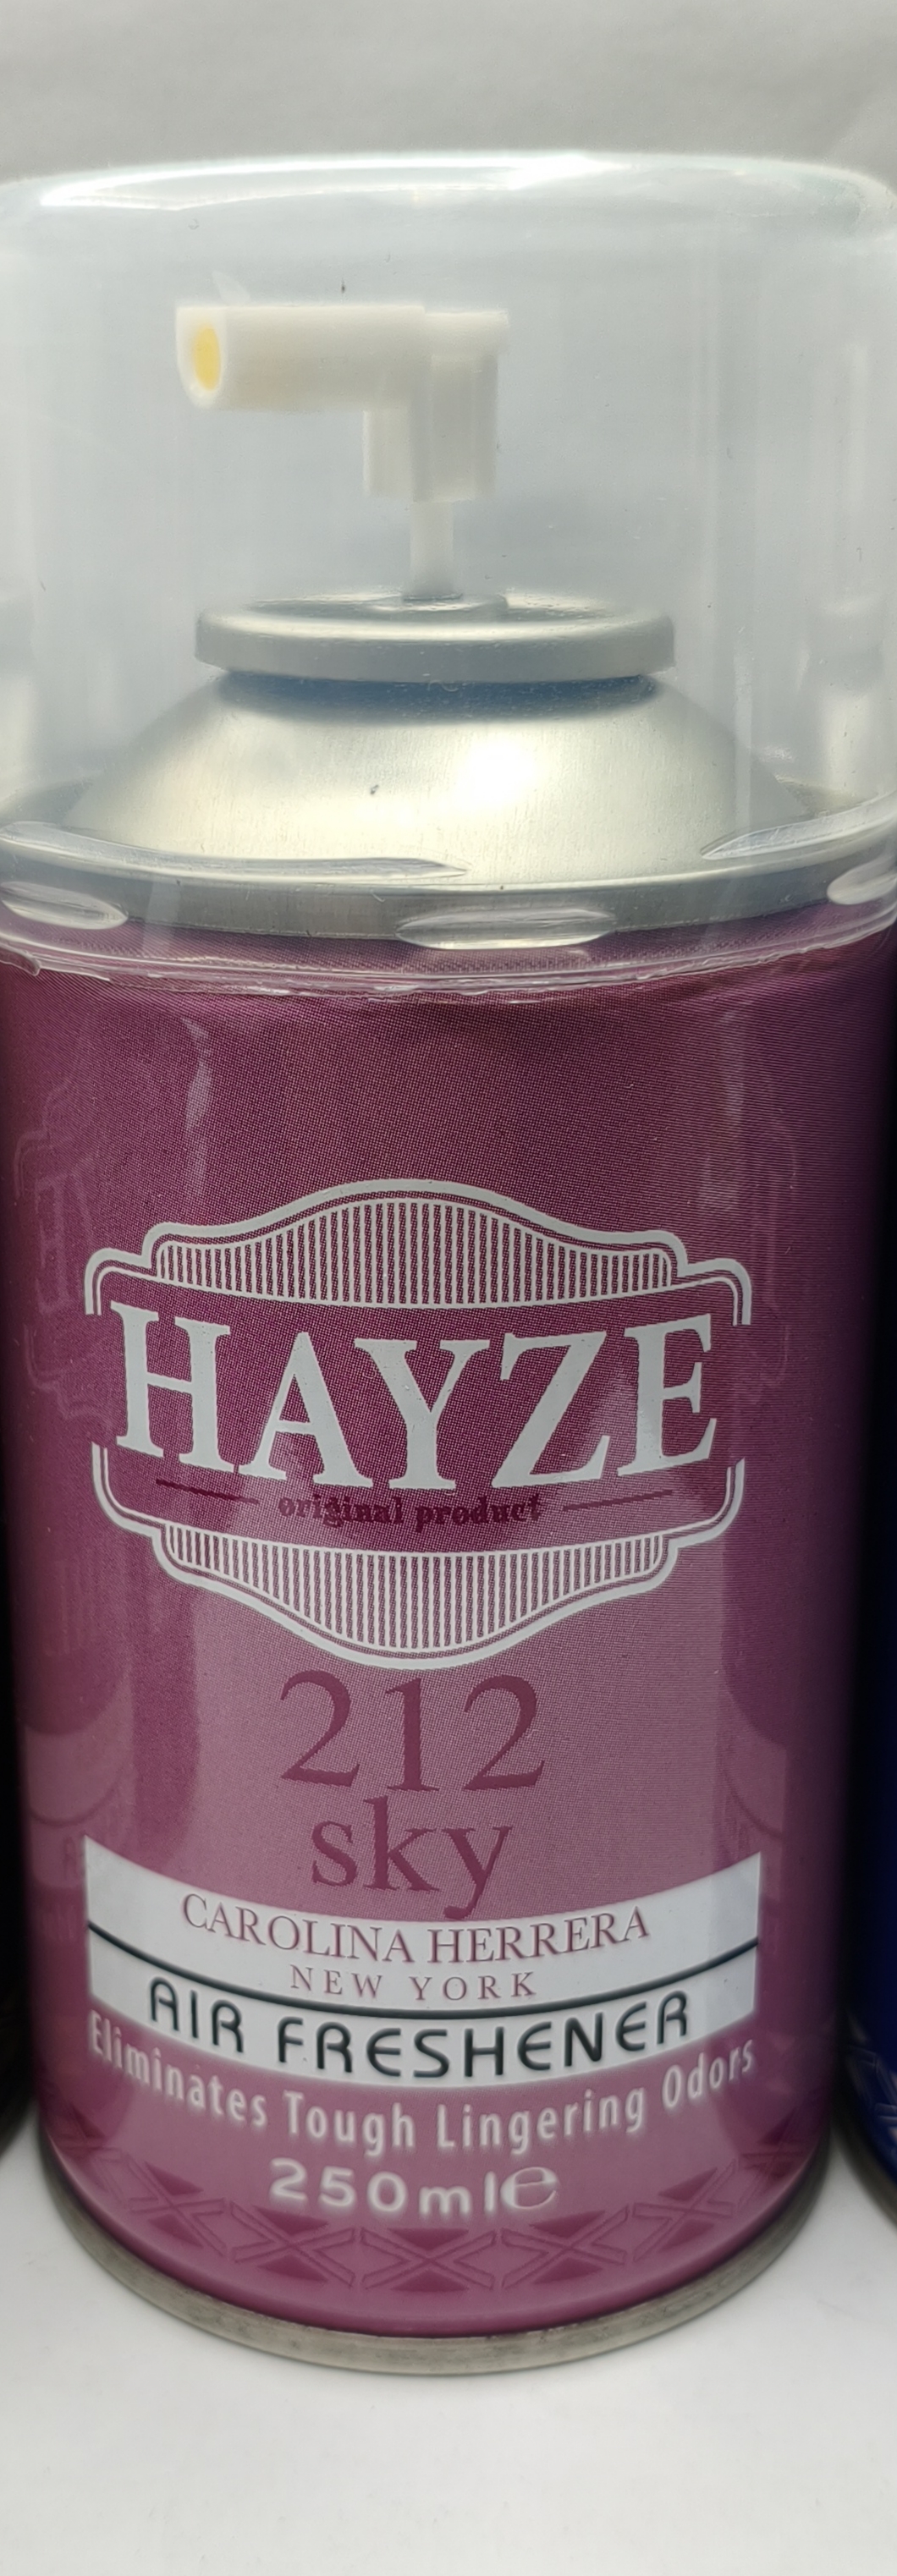 HAYZE
original product
212
sky
CAROLINA HERRERA
NEW YORK
AIR FRESHENER
Eliminates Tough Lingering Odors
250ml℮